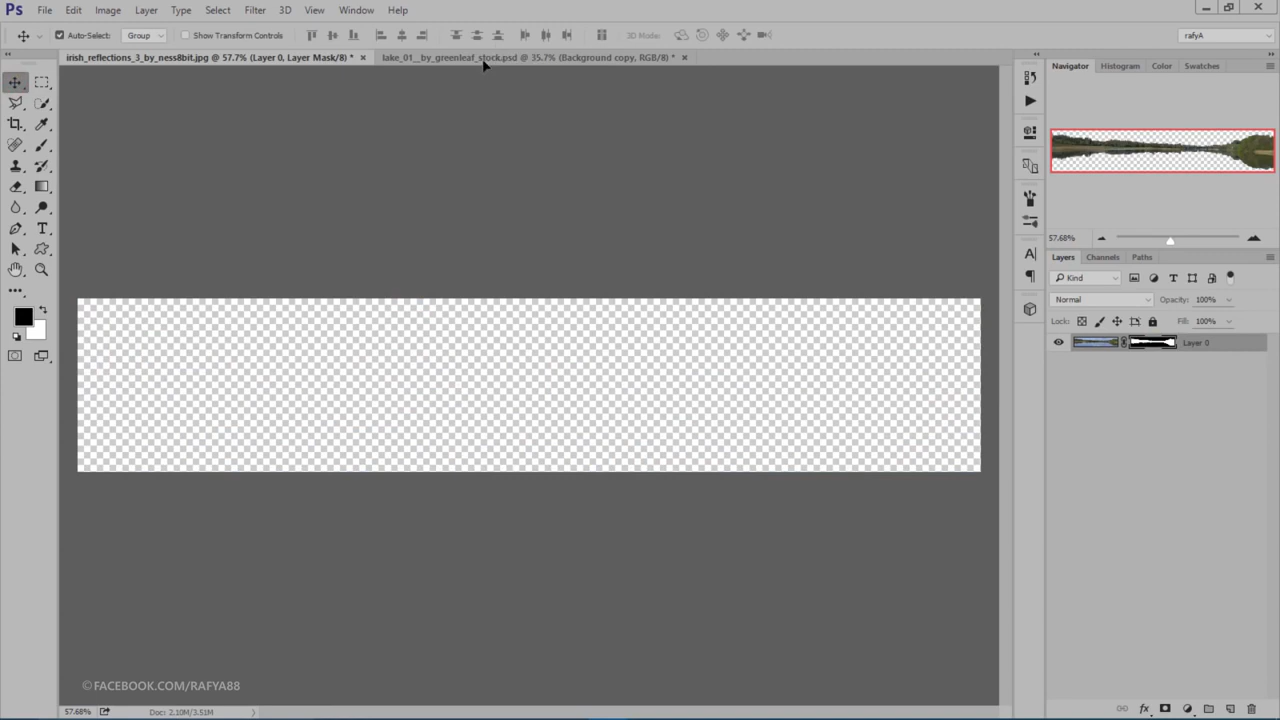 Ps File Edit Image Layer Type Select Filter 3D View Window Help
Auto-Select: Group Show Transform Controls 3D Mode: rafyA
irish_reflections_3_by_ness8bit.jpg @ 57.7% (Layer 0, Layer Mask/8) * × lake_01__by_greenleaf_stock.psd @ 35.7% (Background copy, RGB/8) * ×
Navigator Histogram Color Swatches
57.68%
Layers Channels Paths
Kind
Normal Opacity: 100%
Lock: Fill: 100%
Layer 0
©FACEBOOK.COM/RAFYA88
57.68% Doc: 2.10M/3.51M
fx